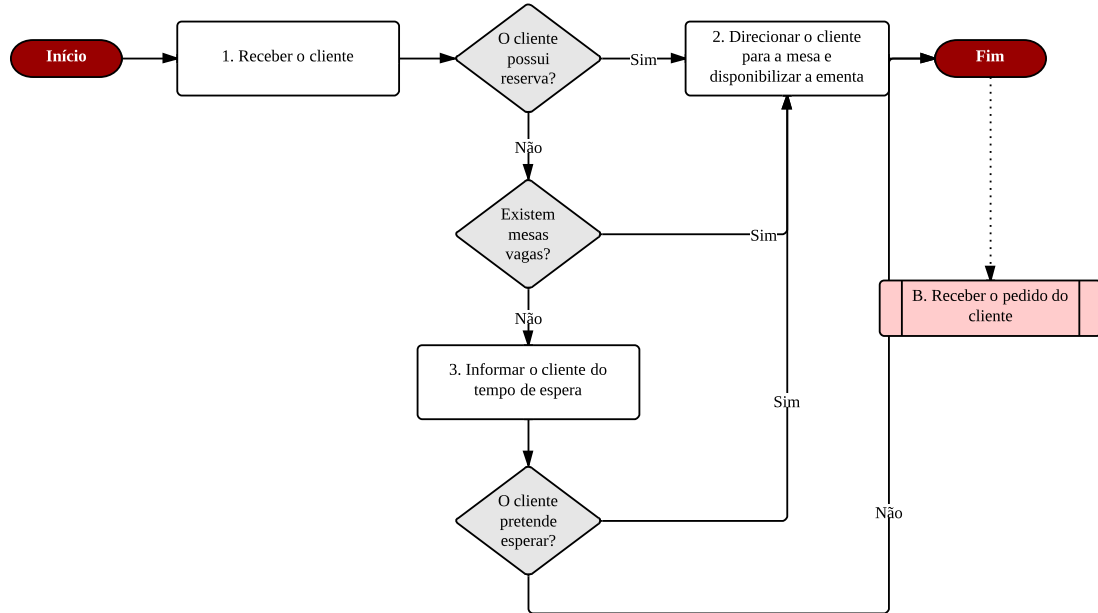 Início
1. Receber o cliente
O cliente
possui
reserva?
Sim
2. Direcionar o cliente
para a mesa e
disponibilizar a ementa
Fim
Não
Existem
mesas
vagas?
Sim
B. Receber o pedido do
cliente
Não
3. Informar o cliente do
tempo de espera
Sim
O cliente
pretende
esperar?
Não